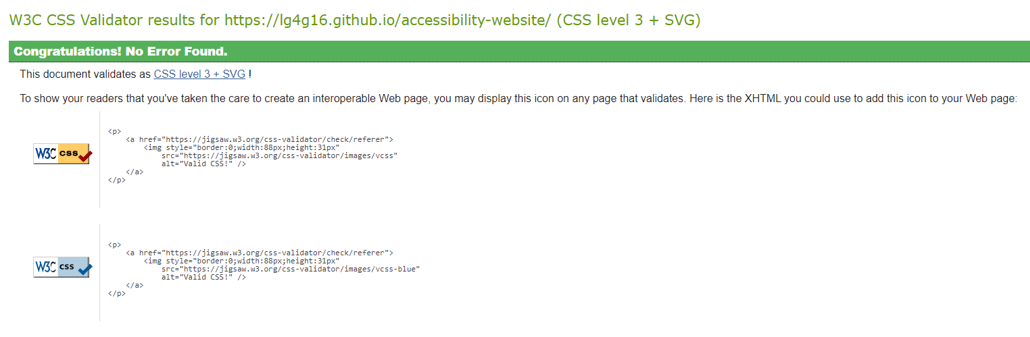 W3C CSS Validator results for https://lg4g16.github.io/accessibility-website/ (CSS level 3 + SVG)
Congratulations! No Error Found.
This document validates as CSS level 3 + SVG !
To show your readers that you've taken the care to create an interoperable Web page, you may display this icon on any page that validates. Here is the XHTML you could use to add this icon to your Web page:
W3C css
<p>
<a href="https://jigsaw.w3.org/css-validator/check/referer">
<img style="border:0;width:88px;height:31px"
src="https://jigsaw.w3.org/css-validator/images/vcss"
alt="Valid CSS!" />
</a>
</p>
W3C css
<p>
<a href="https://jigsaw.w3.org/css-validator/check/referer">
<img style="border:0;width:88px;height:31px"
src="https://jigsaw.w3.org/css-validator/images/vcss-blue"
alt="Valid CSS!" />
</a>
</p>